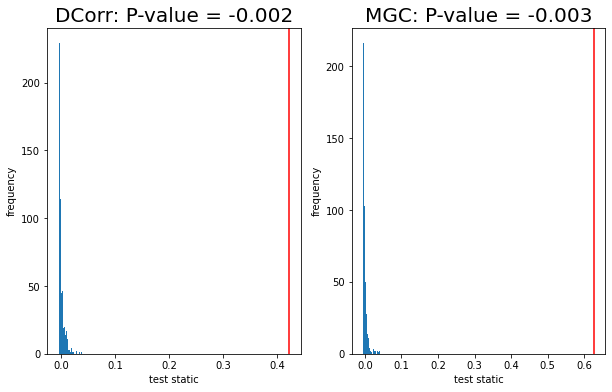 DCorr: P-value = -0.002
frequency
200
150
100
50
0
0.0 0.1 0.2 0.3 0.4
test static
MGC: P-value = -0.003
frequency
200
150
100
50
0
0.0 0.1 0.2 0.3 0.4 0.5 0.6
test static